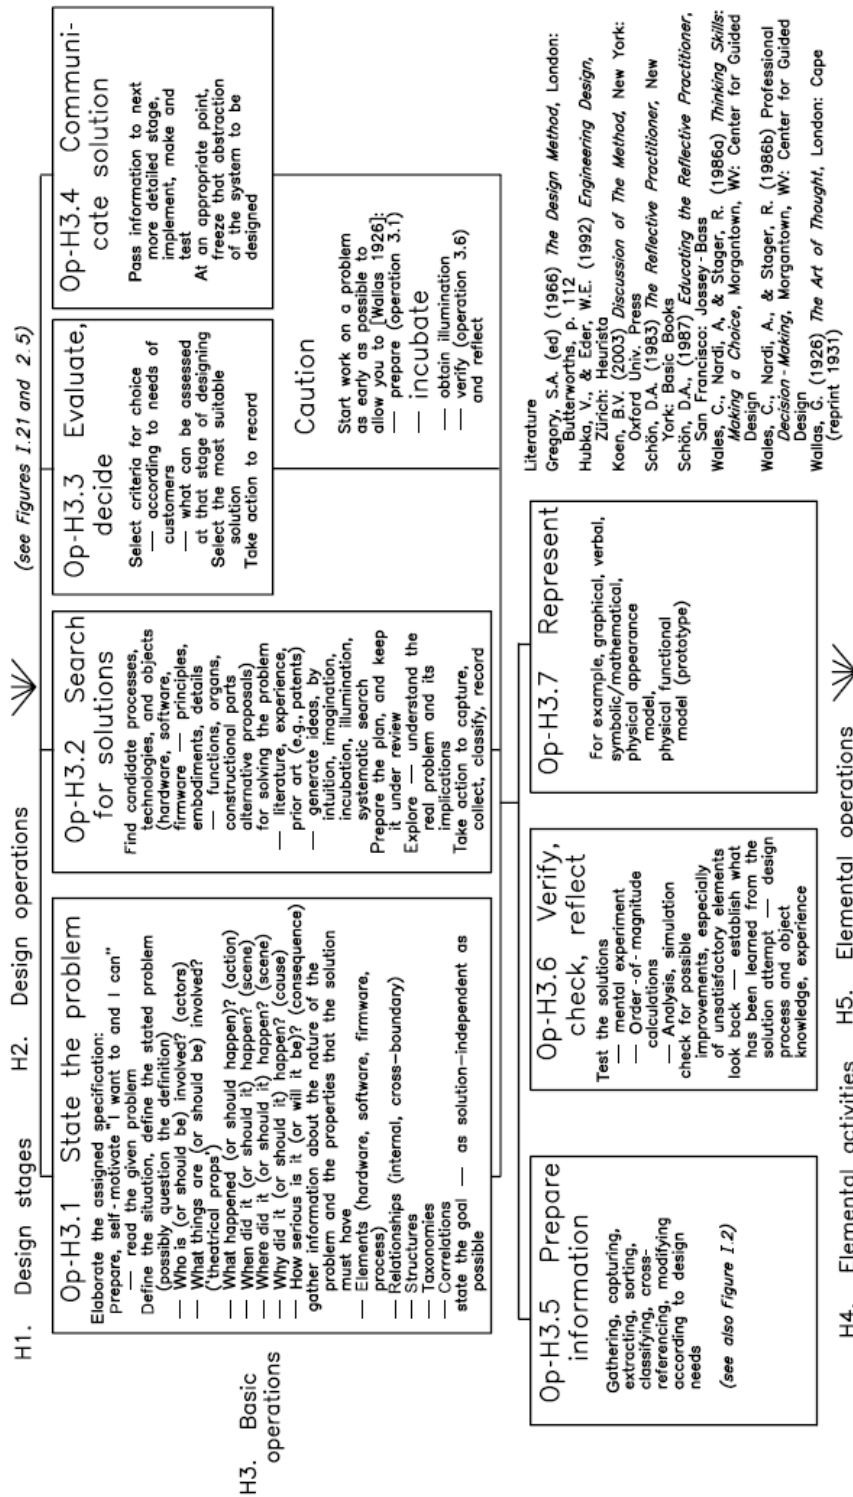 H1. Design stages H2. Design operations (see Figures I.21 and 2.5)
H3. Basic
operations
Op-H3.1 State the problem
Elaborate the assigned specification:
Prepare, self-motivate "I want to and I can"
— read the given problem
Define the situation, define the stated problem
(possibly question the definition)
— Who is (or should be) involved? (actors)
— What things are (or should be) involved?
("theatrical props")
— What happened (or should happen)? (action)
— When did it (or should it) happen? (scene)
— Where did it (or should it) happen? (scene)
— Why did it (or should it) happen? (cause)
— How serious is it (or will it be)? (consequence)
gather information about the nature of the
problem and the properties that the solution
must have
— Elements (hardware, software, firmware,
process)
— Relationships (internal, cross-boundary)
— Structures
— Taxonomies
— Correlations
state the goal — as solution-independent as
possible
Op-H3.2 Search
for solutions
Find candidate processes,
technologies, and objects
(hardware, software,
firmware — principles,
embodiments, details
— functions, organs,
constructional parts
alternative proposals)
for solving the problem
— literature, experience,
prior art (e.g., patents)
— generate ideas, by
intuition, imagination,
incubation, illumination,
systematic search
Prepare the plan, and keep
it under review
Explore — understand the
real problem and its
implications
Take action to capture,
collect, classify, record
Op-H3.3 Evaluate,
decide
Select criteria for choice
— according to needs of
customers
— what can be assessed
at that stage of designing
Select the most suitable
solution
Take action to record
Op-H3.4 Communi-
cate solution
Pass information to next
more detailed stage,
implement, make and
test
At an appropriate point,
freeze that abstraction
of the system to be
designed
Caution
Start work on a problem
as early as possible to
allow you to [Wallas 1926]:
— prepare (operation 3.1)
— incubate
— obtain illumination
— verify (operation 3.6)
and reflect
Op-H3.5 Prepare
information
Gathering, capturing,
extracting, sorting,
classifying, cross-
referencing, modifying
according to design
needs
(see also Figure I.2)
Op-H3.6 Verify,
check, reflect
Test the solutions
— mental experiment
— Order-of-magnitude
calculations
— Analysis, simulation
check for possible
improvements, especially
of unsatisfactory elements
look back — establish what
has been learned from the
solution attempt — design
process and object
knowledge, experience
Op-H3.7 Represent
For example, graphical, verbal,
symbolic/mathematical,
physical appearance
model,
physical functional
model (prototype)
Literature
Gregory, S.A. (ed) (1966) The Design Method, London:
Butterworths, p. 112
Hubka, V., & Eder, W.E. (1992) Engineering Design,
Zürich: Heurista
Koen, B.V. (2003) Discussion of The Method, New York:
Oxford Univ. Press
Schön, D.A. (1983) The Reflective Practitioner, New
York: Basic Books
Schön, D.A., (1987) Educating the Reflective Practitioner,
San Francisco: Jossey-Bass
Wales, C., Nardi, A., & Stager, R. (1986a) Thinking Skills:
Making a Choice, Morgantown, WV: Center for Guided
Design
Wales, C., Nardi, A., & Stager, R. (1986b) Professional
Decision-Making, Morgantown, WV: Center for Guided
Design
Wallas, G. (1926) The Art of Thought, London: Cape
(reprint 1931)
H4. Elemental activities H5. Elemental operations